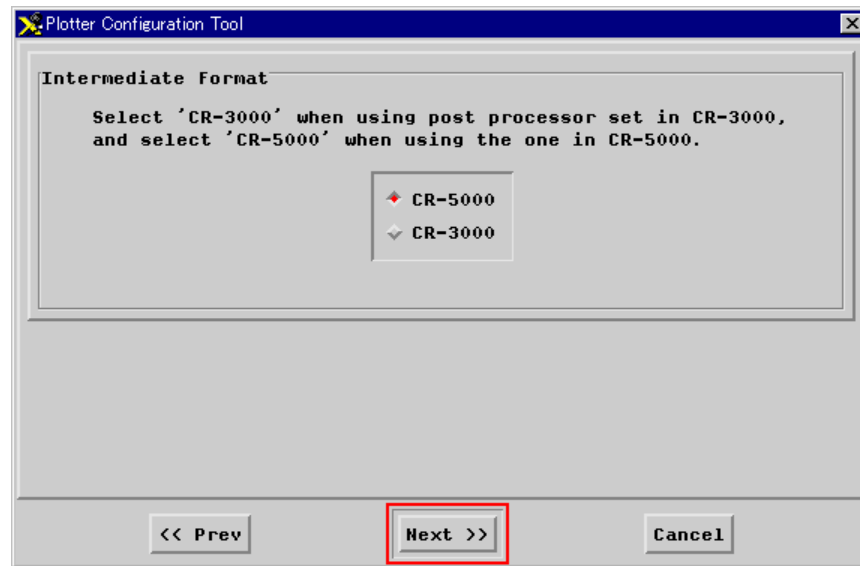 Plotter Configuration Tool
Intermediate Format
Select 'CR-3000' when using post processor set in CR-3000,
and select 'CR-5000' when using the one in CR-5000.
CR-5000
CR-3000
<< Prev
Next >>
Cancel